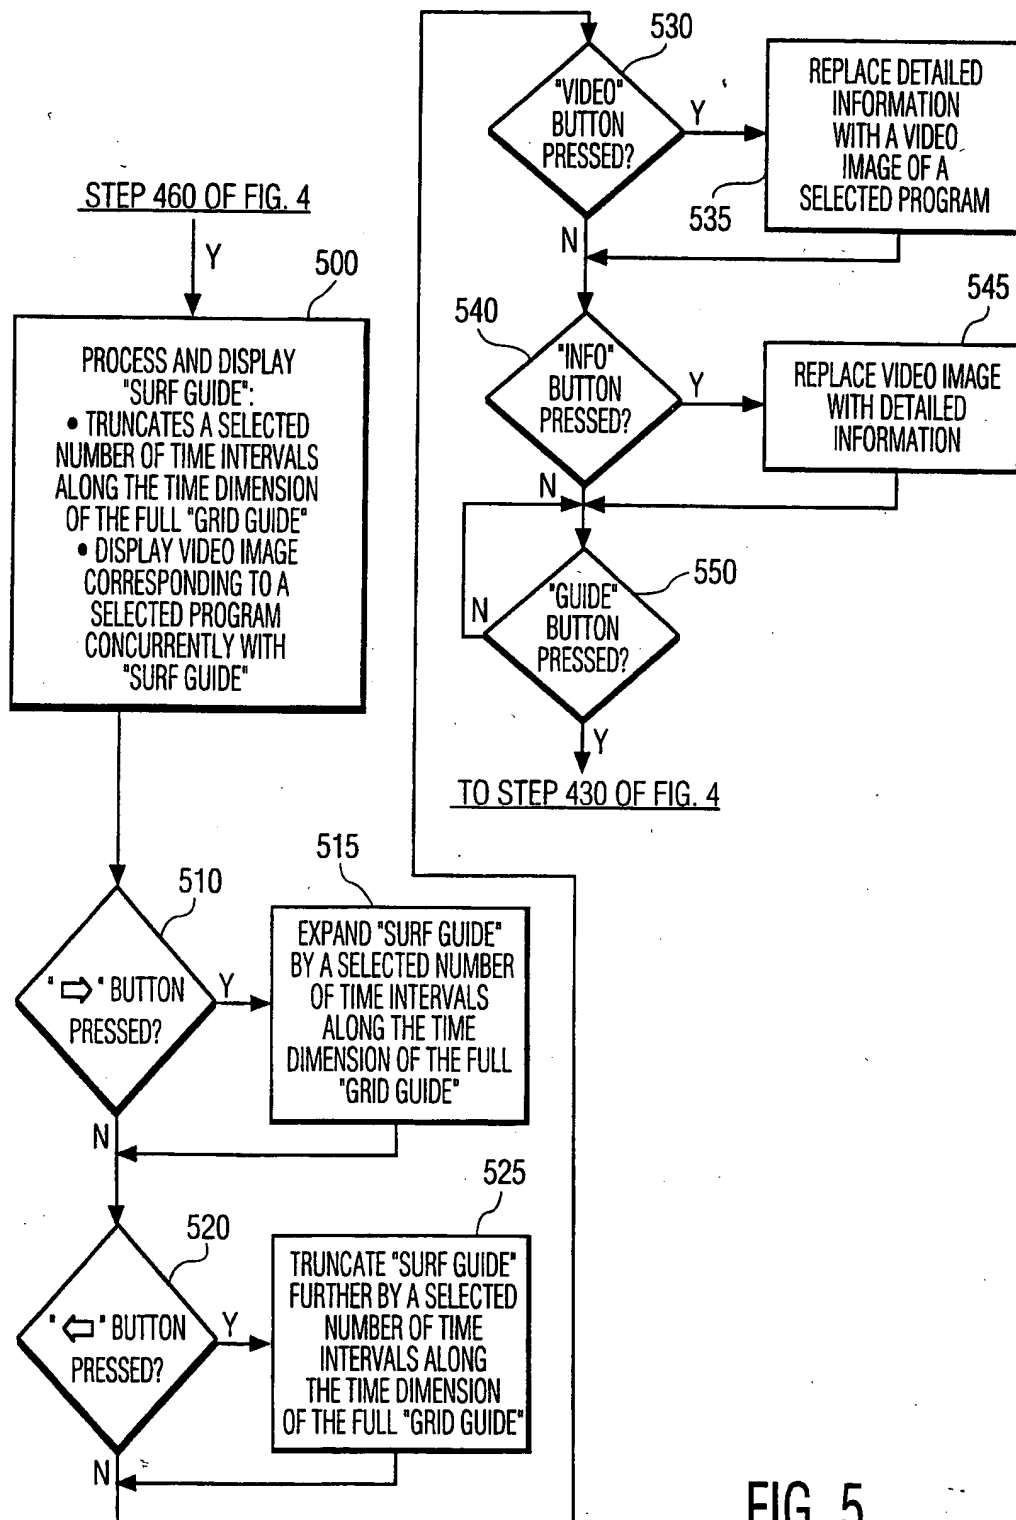 STEP 460 OF FIG. 4
Y
500
PROCESS AND DISPLAY
"SURF GUIDE":
• TRUNCATES A SELECTED
NUMBER OF TIME INTERVALS
ALONG THE TIME DIMENSION
OF THE FULL "GRID GUIDE"
• DISPLAY VIDEO IMAGE
CORRESPONDING TO A
SELECTED PROGRAM
CONCURRENTLY WITH
"SURF GUIDE"
510
"⇨" BUTTON
PRESSED?
Y
N
515
EXPAND "SURF GUIDE"
BY A SELECTED NUMBER
OF TIME INTERVALS
ALONG THE TIME
DIMENSION OF THE FULL
"GRID GUIDE"
520
"⇦" BUTTON
PRESSED?
Y
N
525
TRUNCATE "SURF GUIDE"
FURTHER BY A SELECTED
NUMBER OF TIME
INTERVALS ALONG
THE TIME DIMENSION
OF THE FULL "GRID GUIDE"
530
"VIDEO"
BUTTON
PRESSED?
Y
N
535
REPLACE DETAILED
INFORMATION
WITH A VIDEO
IMAGE OF A
SELECTED PROGRAM
540
"INFO"
BUTTON
PRESSED?
Y
N
545
REPLACE VIDEO IMAGE
WITH DETAILED
INFORMATION
550
"GUIDE"
BUTTON
PRESSED?
N
Y
TO STEP 430 OF FIG. 4
FIG. 5